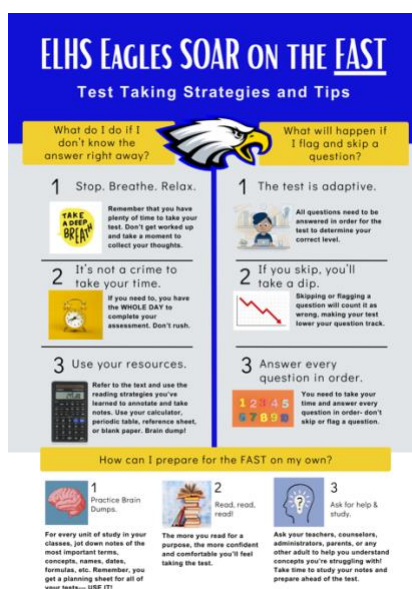 ELHS EAGLES SOAR ON THE FAST
Test Taking Strategies and Tips
What do I do if I
don't know the
answer right away?
1 Stop. Breathe. Relax.
TAKE
A DEEP
BREATH
Remember that you have
plenty of time to take your
test. Don't get worked up
and take a moment to
collect your thoughts.
2 It's not a crime to
take your time.
If you need to, you have
the WHOLE DAY to
complete your
assessment. Don't rush.
3 Use your resources.
Refer to the text and use the
reading strategies you've
learned to annotate and take
notes. Use your calculator,
periodic table, reference sheet,
or blank paper. Brain dump!
What will happen if
I flag and skip a
question?
1 The test is adaptive.
All questions need to be
answered in order for the
test to determine your
correct level.
2 If you skip, you'll
take a dip.
Skipping or flagging a
question will count it as
wrong, making your test
lower your question track.
3 Answer every
question in order.
1 2 3 4 5
6 7 8 9 0
You need to take your
time and answer every
question in order- don't
skip or flag a question.
How can I prepare for the FAST on my own?
1
Practice Brain
Dumps.
For every unit of study in your
classes, jot down notes of the
most important terms,
concepts, names, dates,
formulas, etc. Remember, you
get a planning sheet for all of
your tests— USE IT!
2
Read, read,
read!
The more you read for a
purpose, the more confident
and comfortable you'll feel
taking the test.
3
Ask for help &
study.
Ask your teachers, counselors,
administrators, parents, or any
other adult to help you understand
concepts you're struggling with!
Take time to study your notes and
prepare ahead of the test.